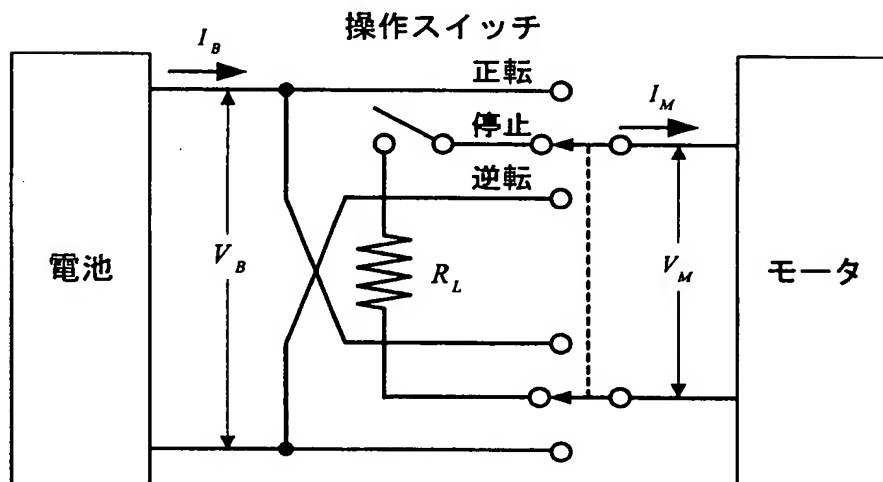 操作スイッチ
I_B
正転
I_M
停止
逆転
電池
V_B
R_L
V_M
モータ